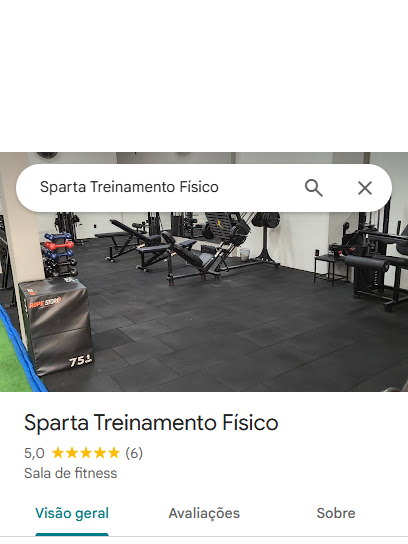 Sparta Treinamento Físico
ROPE STORE
75
Sparta Treinamento Físico
5,0 ★★★★★ (6)
Sala de fitness
Visão geral
Avaliações
Sobre